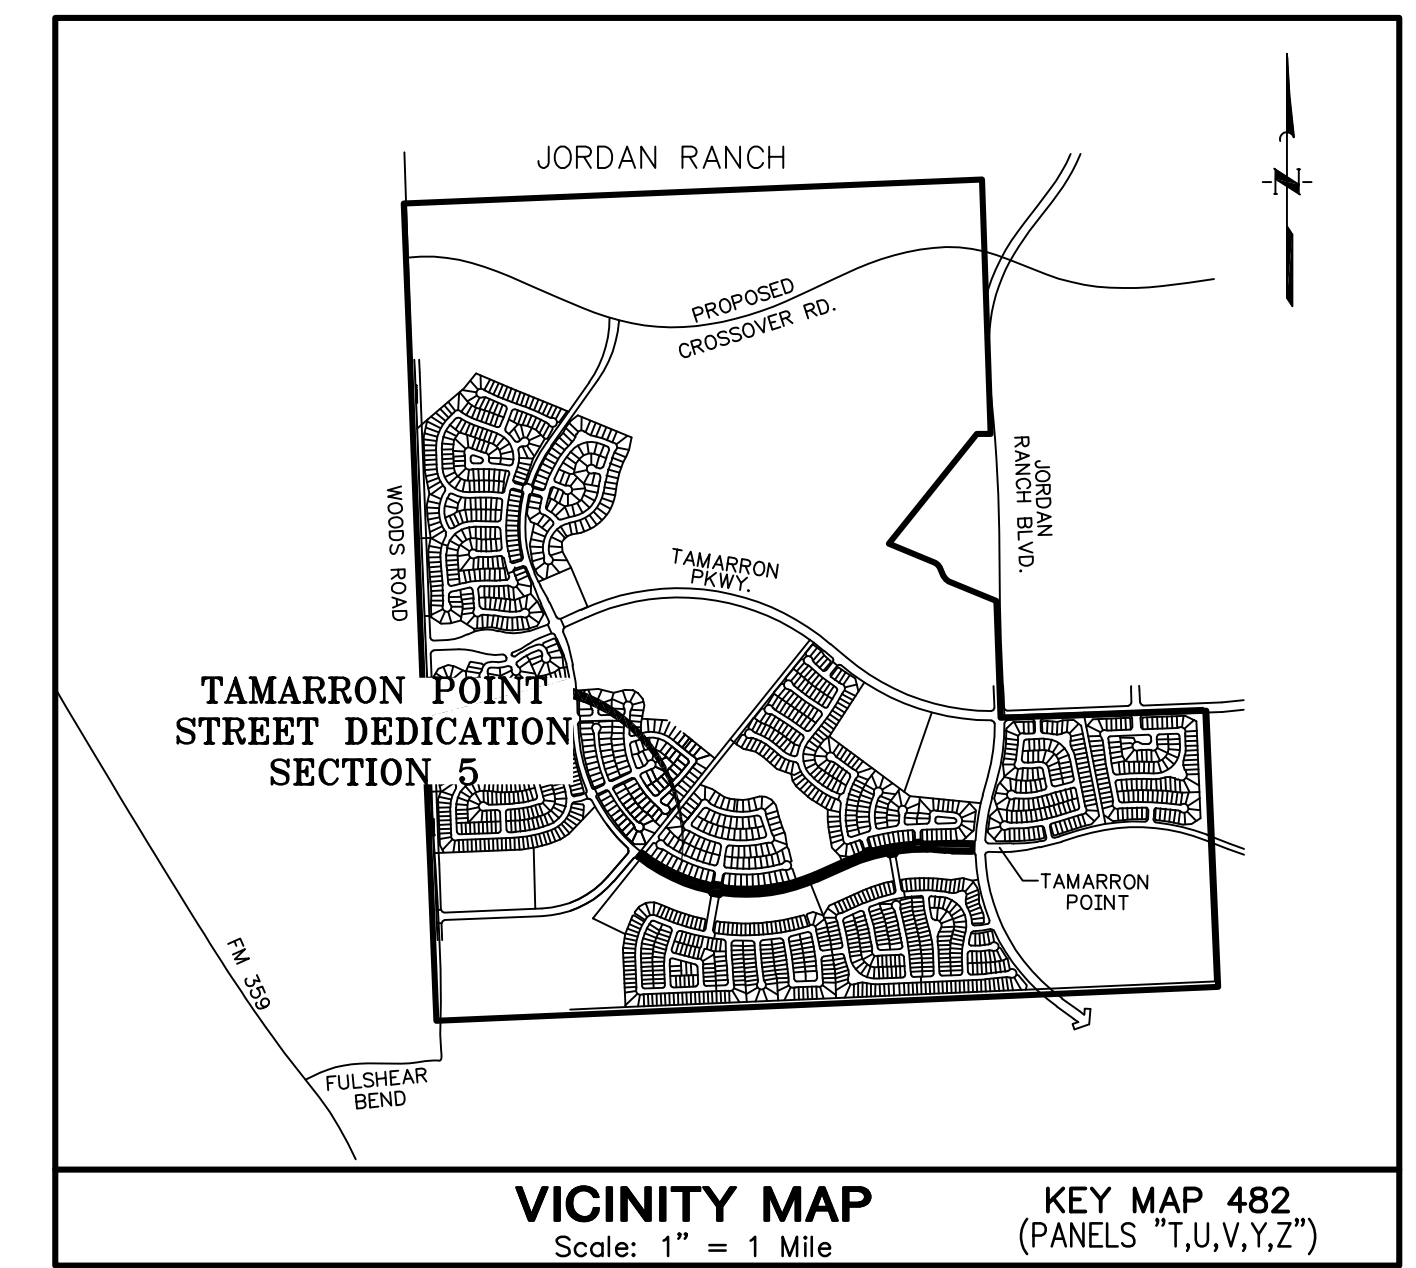 JORDAN RANCH
N
PROPOSED
CROSSOVER RD.
JORDAN
RANCH BLVD.
WOODS ROAD
TAMARRON
PKWY.
TAMARRON POINT
STREET DEDICATION
SECTION 5
TAMARRON
POINT
FM 359
FULSHEAR
BEND
VICINITY MAP
Scale: 1" = 1 Mile
KEY MAP 482
(PANELS "T,U,V,Y,Z")